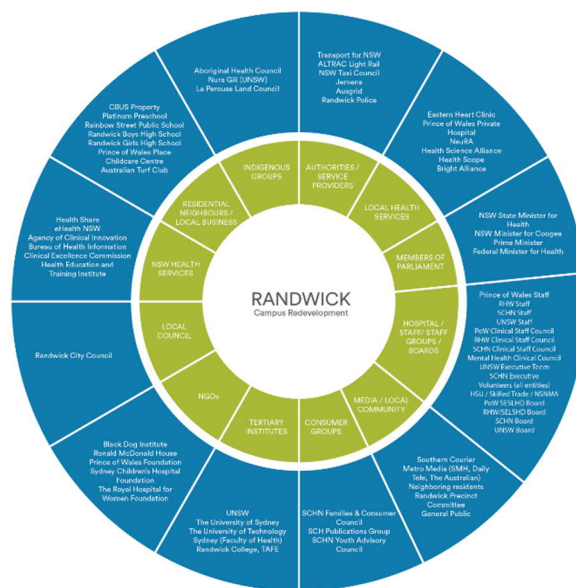 RANDWICK
Campus Redevelopment
AUTHORITIES /
SERVICE
PROVIDERS
Transport for NSW
ALTRAC Light Rail
NSW Taxi Council
Jemena
Ausgrid
Randwick Police
LOCAL HEALTH
SERVICES
Eastern Heart Clinic
Prince of Wales Private
Hospital
NeuRA
Health Science Alliance
Health Scope
Bright Alliance
MEMBERS OF
PARLIAMENT
NSW State Minister for
Health
NSW Minister for Coogee
Prime Minister
Federal Minister for Health
HOSPITAL
/ STAFF/ STAFF
GROUPS /
BOARDS
Prince of Wales Staff
RHW Staff
SCHN Staff
UNSW Staff
PoW Clinical Staff Council
RHW Clinical Staff Council
SCHN Clinical Staff Council
Mental Health Clinical Council
UNSW Executive Team
SCHN Executive
Volunteers (all entities)
HSU / Skilled Trade / NSNMA
PoW SESLHD Board
RHW/SELSHD Board
SCHN Board
UNSW Board
MEDIA / LOCAL
COMMUNITY
Southern Courier
Metro Media (SMH, Daily
Tele, The Australian)
Neighboring residents
Randwick Precinct
Committee
General Public
CONSUMER
GROUPS
SCHN Families & Consumer
Council
SCH Publications Group
SCHN Youth Advisory
Council
TERTIARY
INSTITUTES
UNSW
The University of Sydney
The University of Technology
Sydney (Faculty of Health)
Randwick College, TAFE
NGOs
Black Dog Institute
Ronald McDonald House
Prince of Wales Foundation
Sydney Children's Hospital
Foundation
The Royal Hospital for
Women Foundation
LOCAL
COUNCIL
Randwick City Council
NSW HEALTH
SERVICES
Health Share
eHealth NSW
Agency of Clinical Innovation
Bureau of Health Information
Clinical Excellence Commission
Health Education and
Training Institute
RESIDENTIAL
NEIGHBOURS /
LOCAL BUSINESS
CBUS Property
Platinum Preschool
Rainbow Street Public School
Randwick Boys High School
Randwick Girls High School
Prince of Wales Place
Childcare Centre
Australian Turf Club
INDIGENOUS
GROUPS
Aboriginal Health Council
Nura Gili (UNSW)
La Perouse Land Council